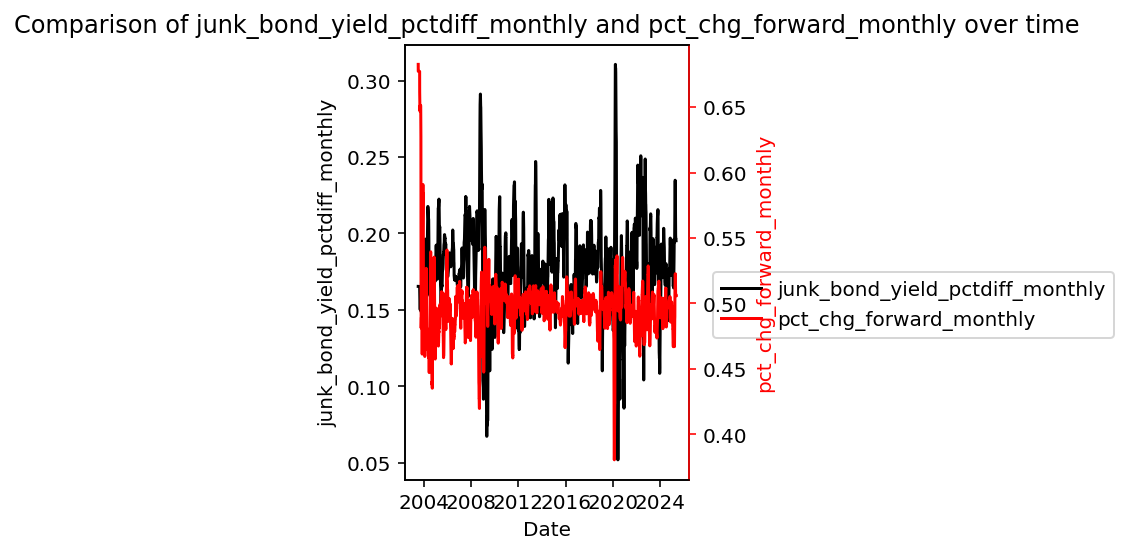 Comparison of junk_bond_yield_pctdiff_monthly and pct_chg_forward_monthly over time
junk_bond_yield_pctdiff_monthly
0.30
0.25
0.20
0.15
0.10
0.05
0.65
0.60
0.55
0.50
0.45
0.40
pct_chg_forward_monthly
junk_bond_yield_pctdiff_monthly
pct_chg_forward_monthly
2004 2008 2012 2016 2020 2024
Date